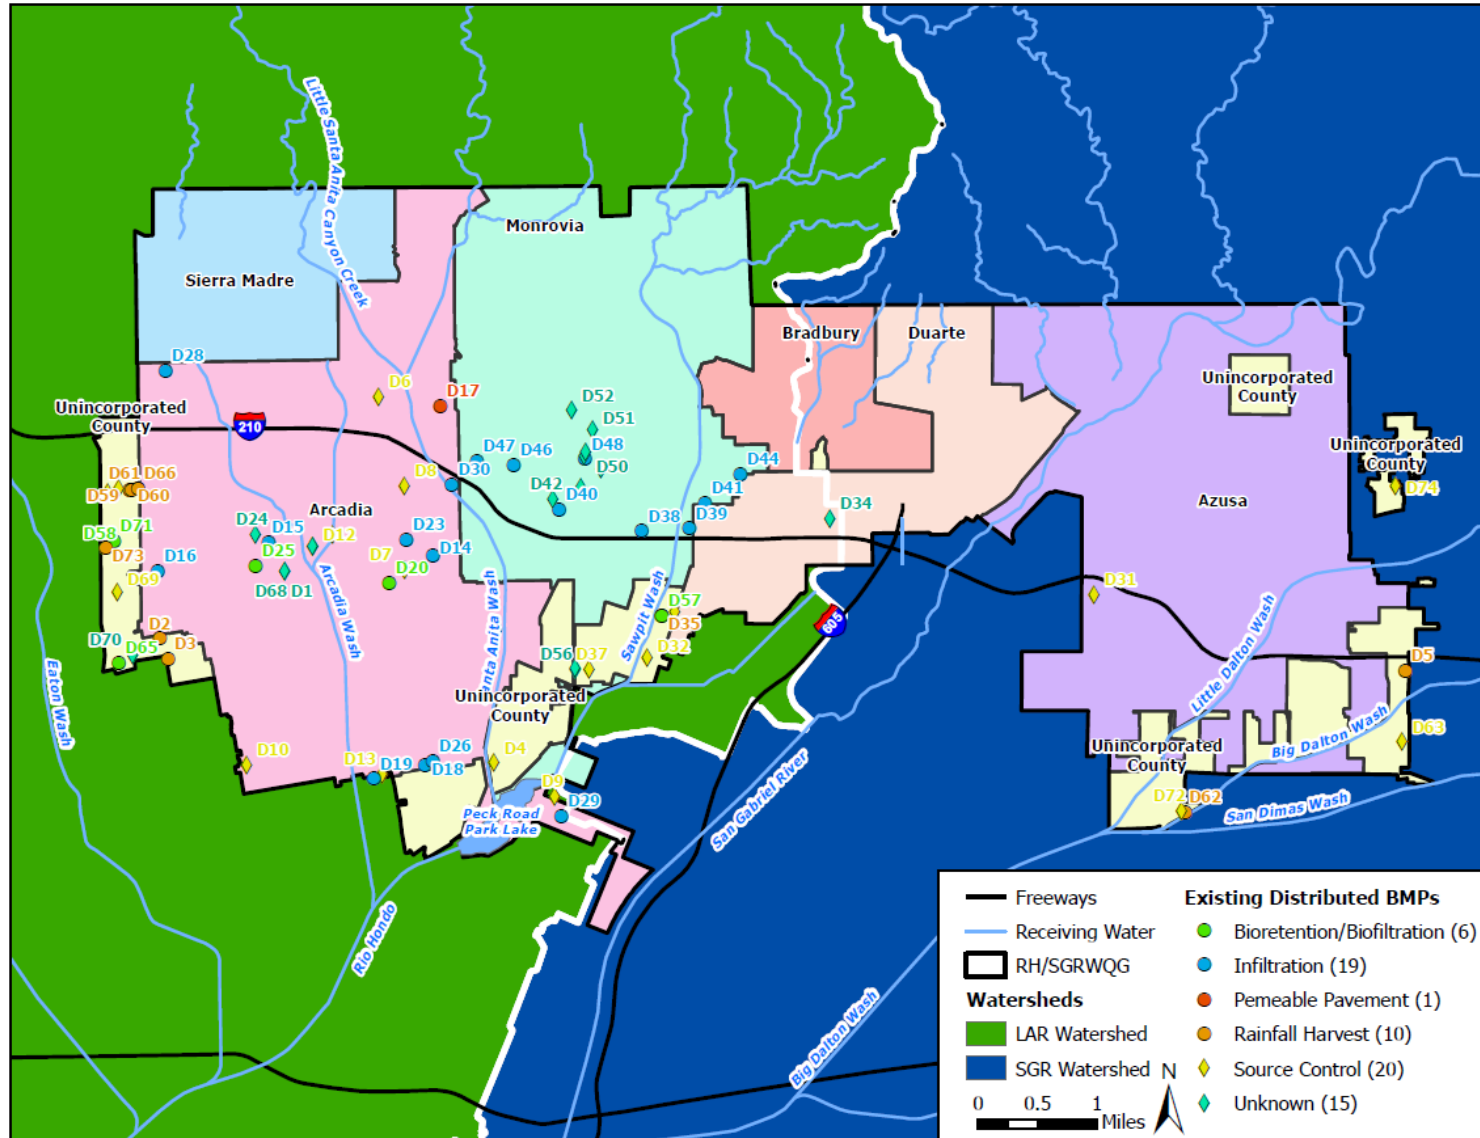 Little Santa Anita Canyon Creek
Monrovia
Sierra Madre
Bradbury
Duarte
D28
D6
D17
D52
D51
Unincorporated
County
Unincorporated
County
Unincorporated
County
210
D47
D46
D48
D44
D61
D66
D59
D60
D8
D30
D50
D42
D40
D41
D74
Arcadia
Azusa
D24
D15
D12
D23
D38
D39
D34
D58
D71
D73
D16
D25
D7
D14
D20
D69
D68
D1
D31
D57
D35
605
D2
D3
D70
D65
Arcadia Wash
Santa Anita Wash
Sawpit Wash
D56
D37
D32
Little Dalton Wash
D5
Eaton Wash
Unincorporated
County
Big Dalton Wash
D63
Unincorporated
County
D10
D13
D19
D26
D18
D4
D9
D29
D72
D62
San Dimas Wash
Peck Road
Park Lake
San Gabriel River
Rio Hondo
Big Dalton Wash
Freeways
Receiving Water
RH/SGRWQG
Watersheds
LAR Watershed
SGR Watershed
N
0 0.5 1
Miles
Existing Distributed BMPs
Bioretention/Biofiltration (6)
Infiltration (19)
Pemeable Pavement (1)
Rainfall Harvest (10)
Source Control (20)
Unknown (15)